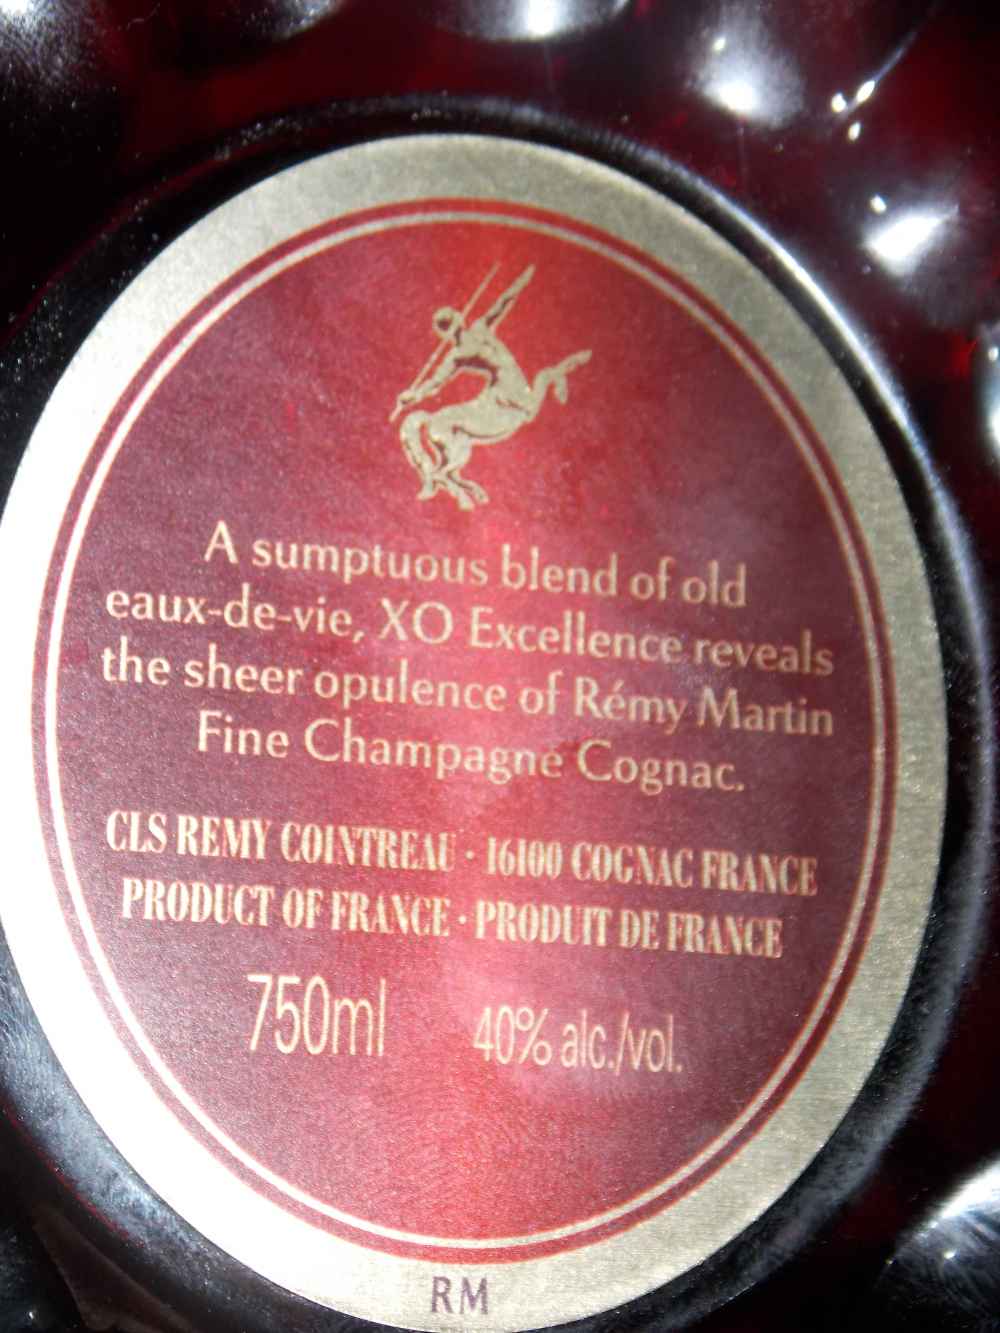 A sumptuous blend of old
eaux-de-vie, XO Excellence reveals
the sheer opulence of Rémy Martin
Fine Champagne Cognac.
CLS REMY COINTREAU · 16100 COGNAC FRANCE
PRODUCT OF FRANCE · PRODUIT DE FRANCE
750ml 40% alc./vol.
RM